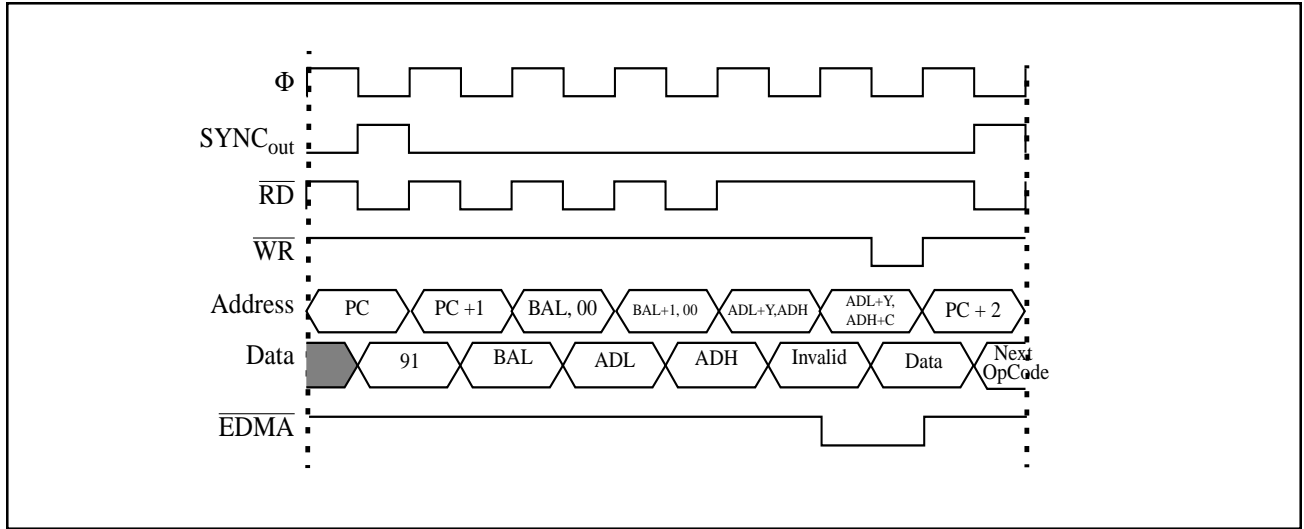 Φ
SYNCout
RD
WR
Address PC PC +1 BAL, 00 BAL+1, 00 ADL+Y,ADH ADL+Y, ADH+C PC + 2
Data 91 BAL ADL ADH Invalid Data Next OpCode
EDMA